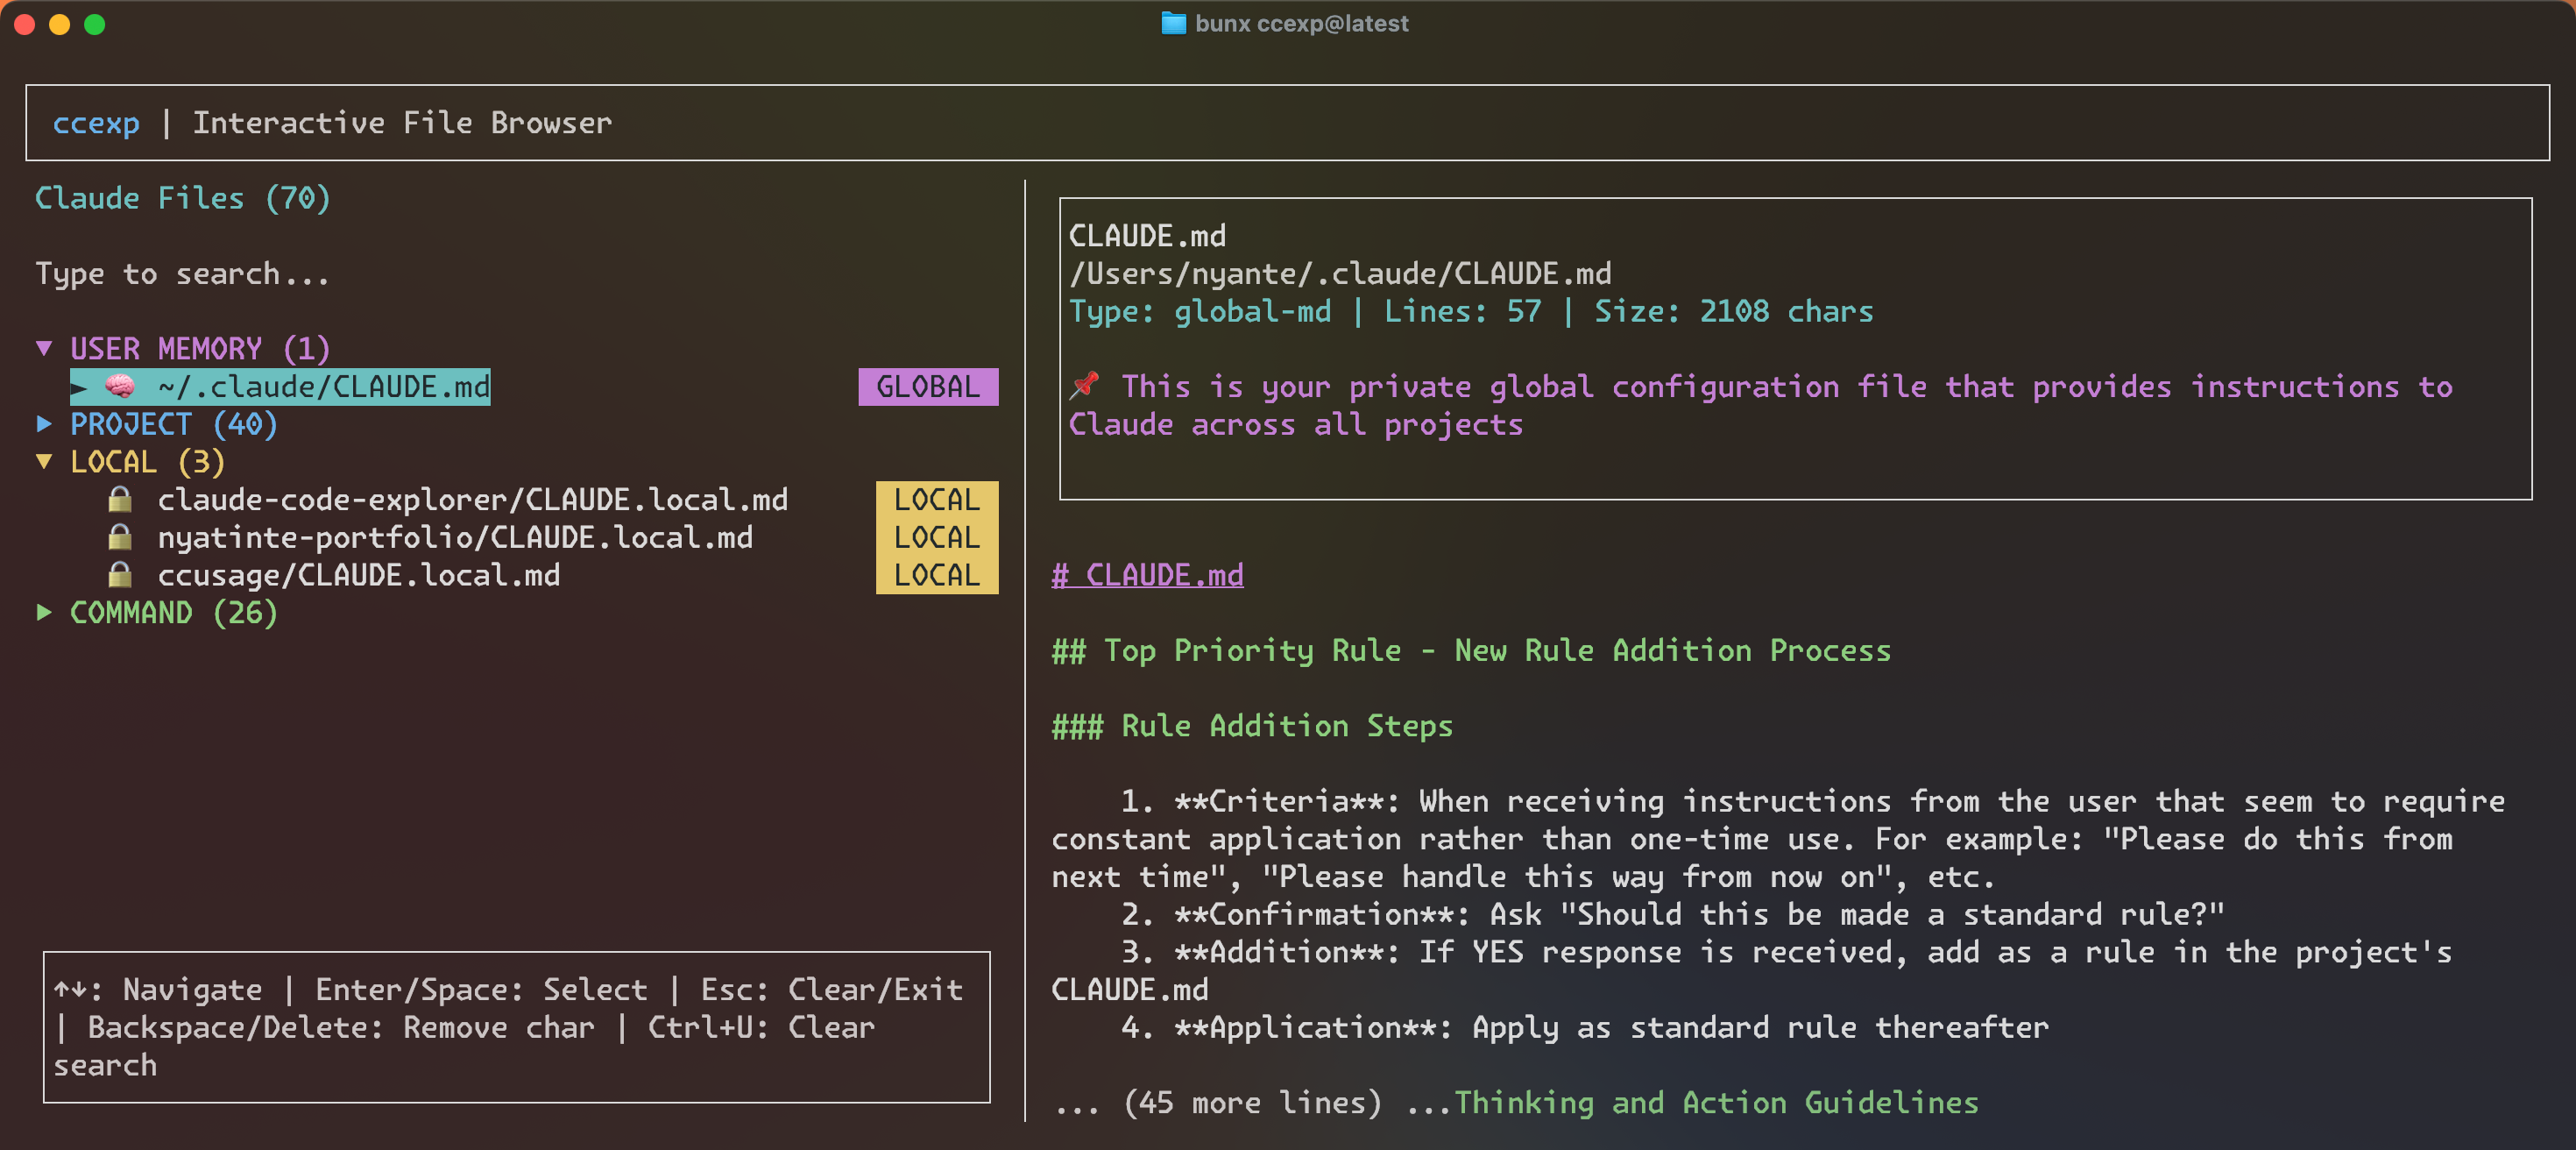 bunx ccexp@latest
ccexp | Interactive File Browser
Claude Files (70)
Type to search...
▼ USER MEMORY (1)
► 🧠 ~/.claude/CLAUDE.md GLOBAL
▶ PROJECT (40)
▼ LOCAL (3)
🔒 claude-code-explorer/CLAUDE.local.md LOCAL
🔒 nyatinte-portfolio/CLAUDE.local.md LOCAL
🔒 ccusage/CLAUDE.local.md LOCAL
▶ COMMAND (26)
↑↓: Navigate | Enter/Space: Select | Esc: Clear/Exit
| Backspace/Delete: Remove char | Ctrl+U: Clear
search
CLAUDE.md
/Users/nyante/.claude/CLAUDE.md
Type: global-md | Lines: 57 | Size: 2108 chars
📌 This is your private global configuration file that provides instructions to
Claude across all projects
# CLAUDE.md
## Top Priority Rule - New Rule Addition Process
### Rule Addition Steps
1. **Criteria**: When receiving instructions from the user that seem to require
constant application rather than one-time use. For example: "Please do this from
next time", "Please handle this way from now on", etc.
2. **Confirmation**: Ask "Should this be made a standard rule?"
3. **Addition**: If YES response is received, add as a rule in the project's
CLAUDE.md
4. **Application**: Apply as standard rule thereafter
... (45 more lines) ...Thinking and Action Guidelines